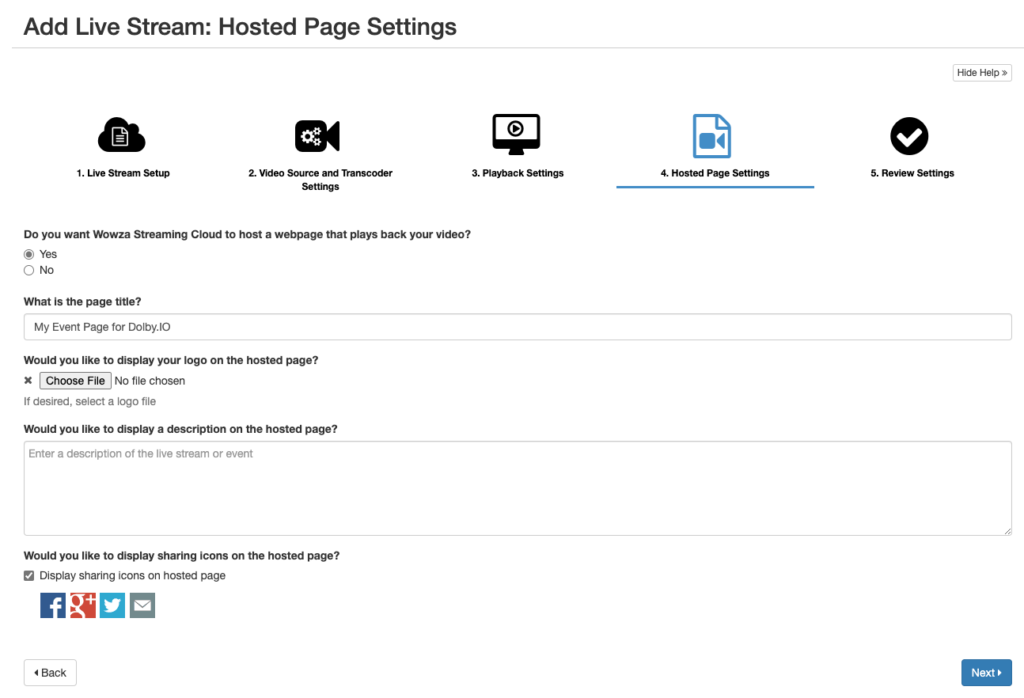 Add Live Stream: Hosted Page Settings
Hide Help »
1. Live Stream Setup
2. Video Source and Transcoder
Settings
3. Playback Settings
4. Hosted Page Settings
5. Review Settings
Do you want Wowza Streaming Cloud to host a webpage that plays back your video?
Yes
No
What is the page title?
My Event Page for Dolby.IO
Would you like to display your logo on the hosted page?
Choose File No file chosen
If desired, select a logo file
Would you like to display a description on the hosted page?
Enter a description of the live stream or event
Would you like to display sharing icons on the hosted page?
Display sharing icons on hosted page
Back
Next